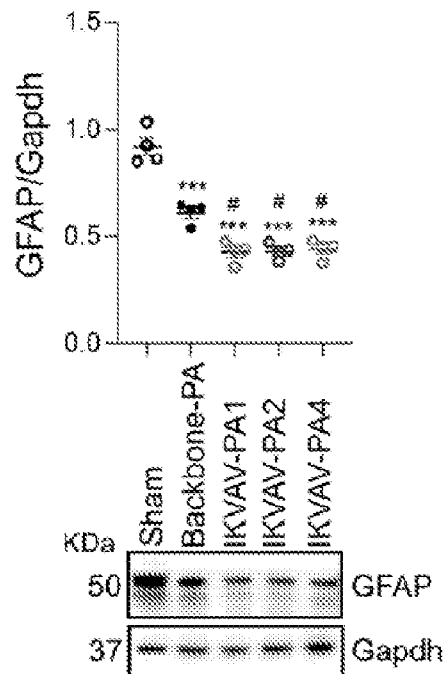 GFAP/Gapdh
1.5
1.0
0.5
0.0
# # #
*** *** *** ***
Sham
Backbone-PA
IKVAV-PA1
IKVAV-PA2
IKVAV-PA4
KDa
50 GFAP
37 Gapdh